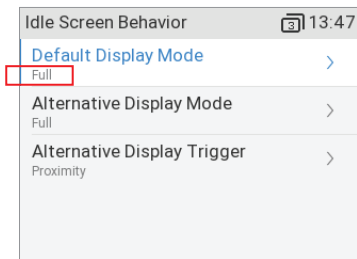 Idle Screen Behavior 3 13:47
Default Display Mode
Full
Alternative Display Mode
Full
Alternative Display Trigger
Proximity